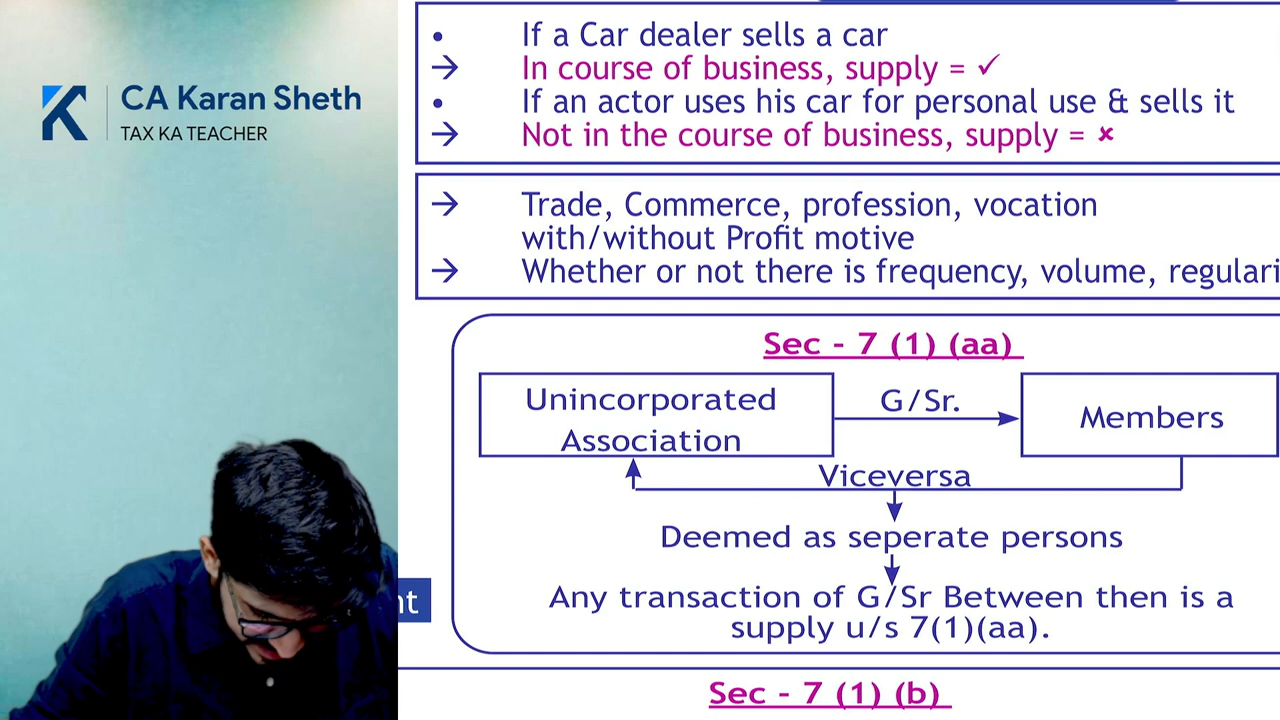 CA Karan Sheth
TAX KA TEACHER
• If a Car dealer sells a car
→ In course of business, supply = ✓
• If an actor uses his car for personal use & sells it
→ Not in the course of business, supply = ✗
→ Trade, Commerce, profession, vocation
with/without Profit motive
→ Whether or not there is frequency, volume, regulari
Sec - 7 (1) (aa)
Unincorporated
Association
G/Sr.
Members
Viceversa
Deemed as seperate persons
Any transaction of G/Sr Between then is a
supply u/s 7(1)(aa).
nt
Sec - 7 (1) (b)